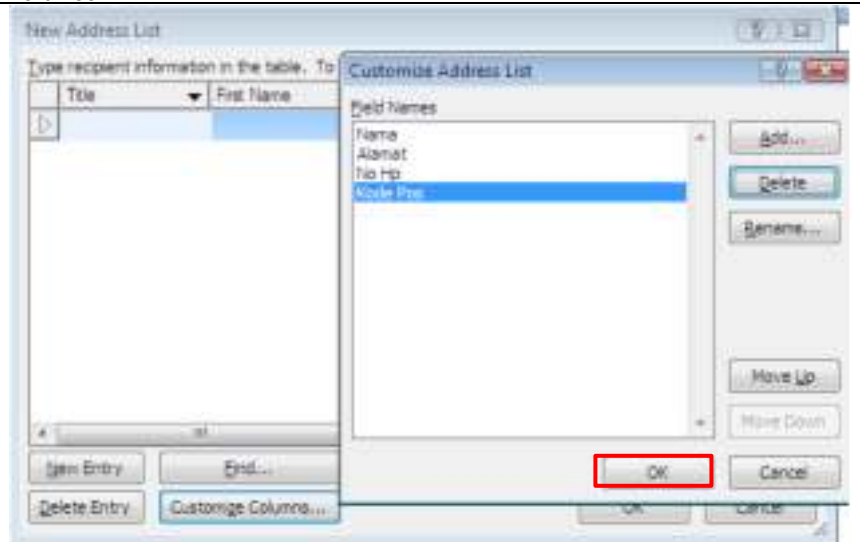 New Address List
Type recipient information in the table. To
Title
First Name
Customize Address List
Field Names
Nama
Alamat
No Hp
Kode Pos
Add...
Delete
Rename...
Move Up
Move Down
OK
Cancel
New Entry
Find...
Delete Entry
Customize Columns...
OK
Cancel